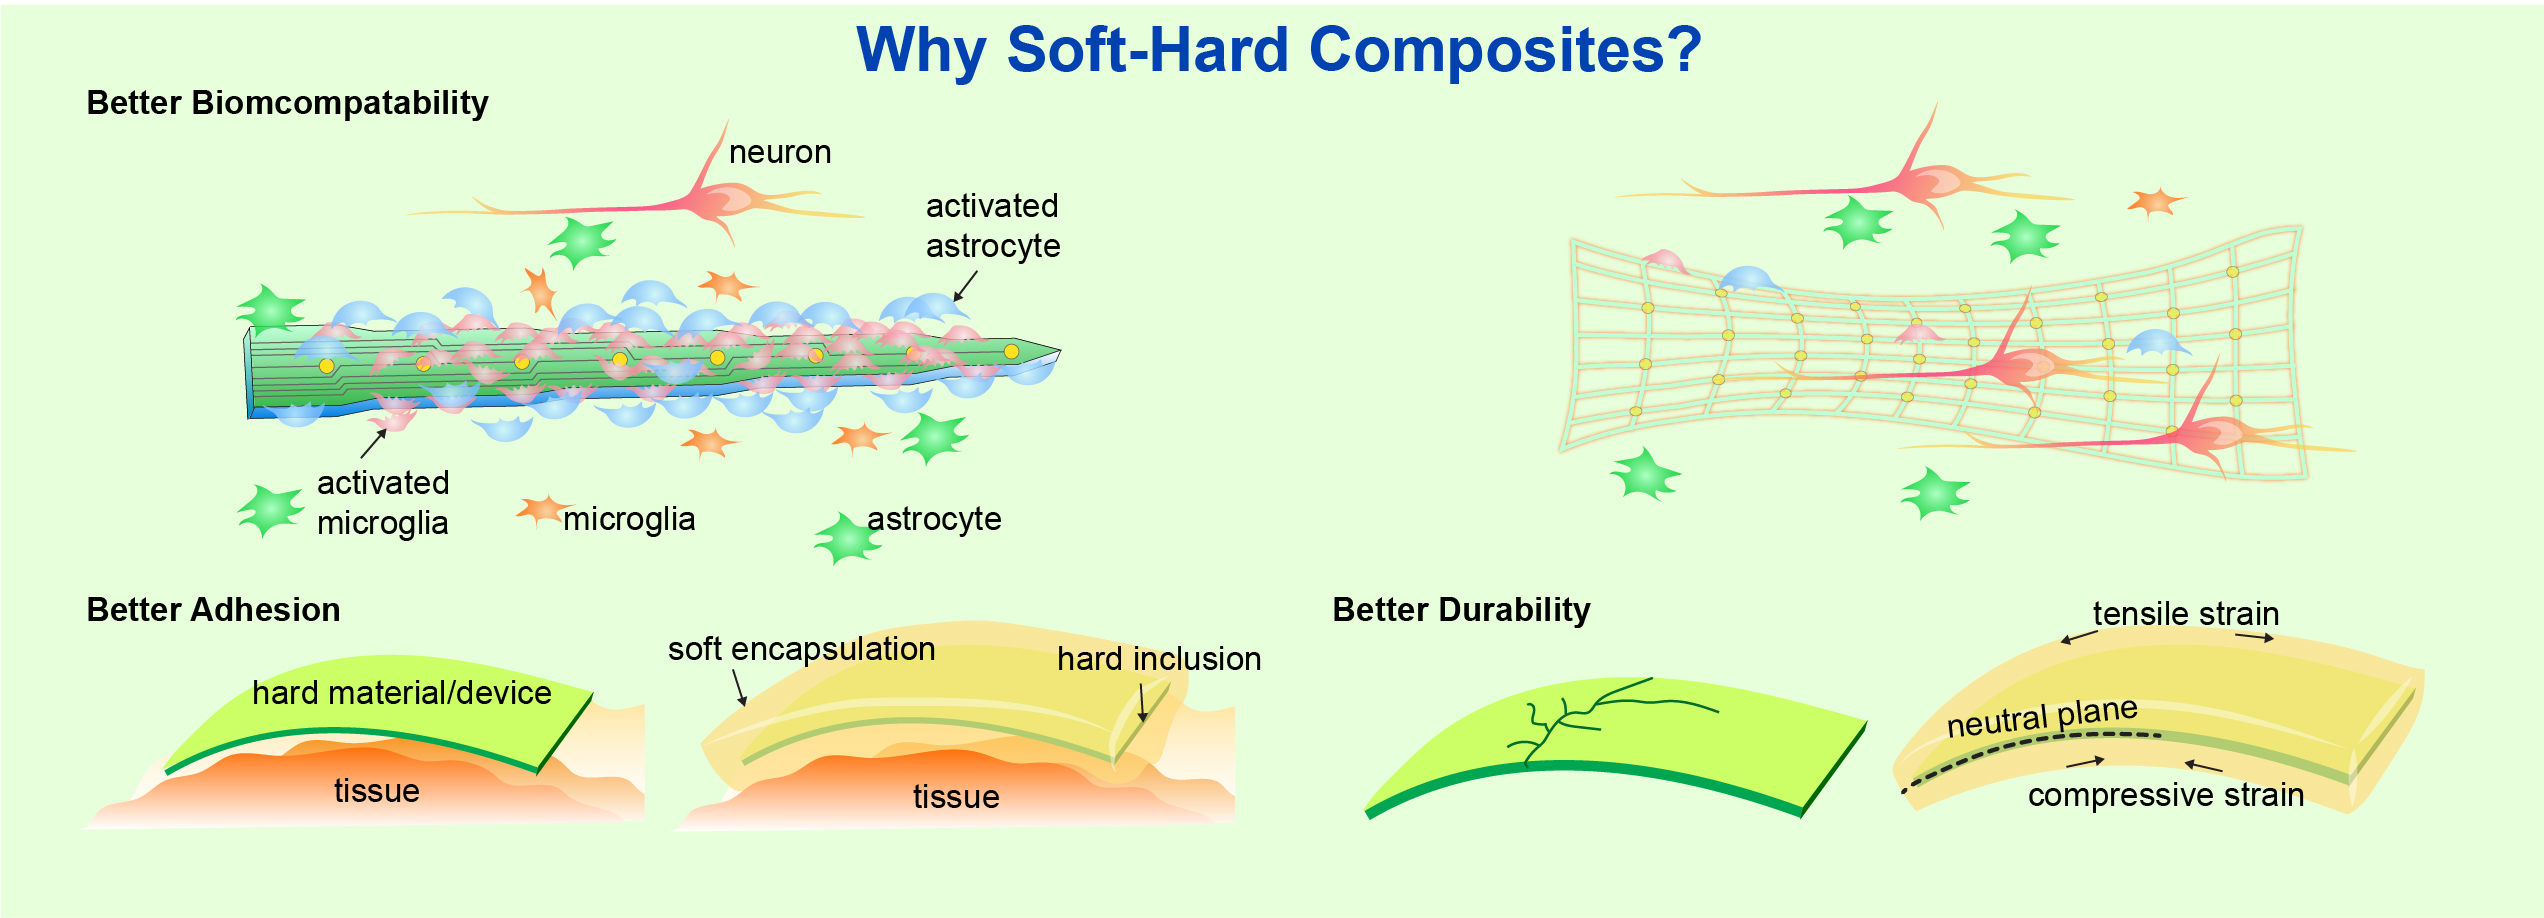 Why Soft-Hard Composites?
Better Biomcompatability
neuron
activated
astrocyte
activated
microglia
microglia
astrocyte
Better Adhesion
hard material/device
tissue
soft encapsulation
hard inclusion
tissue
Better Durability
tensile strain
neutral plane
compressive strain